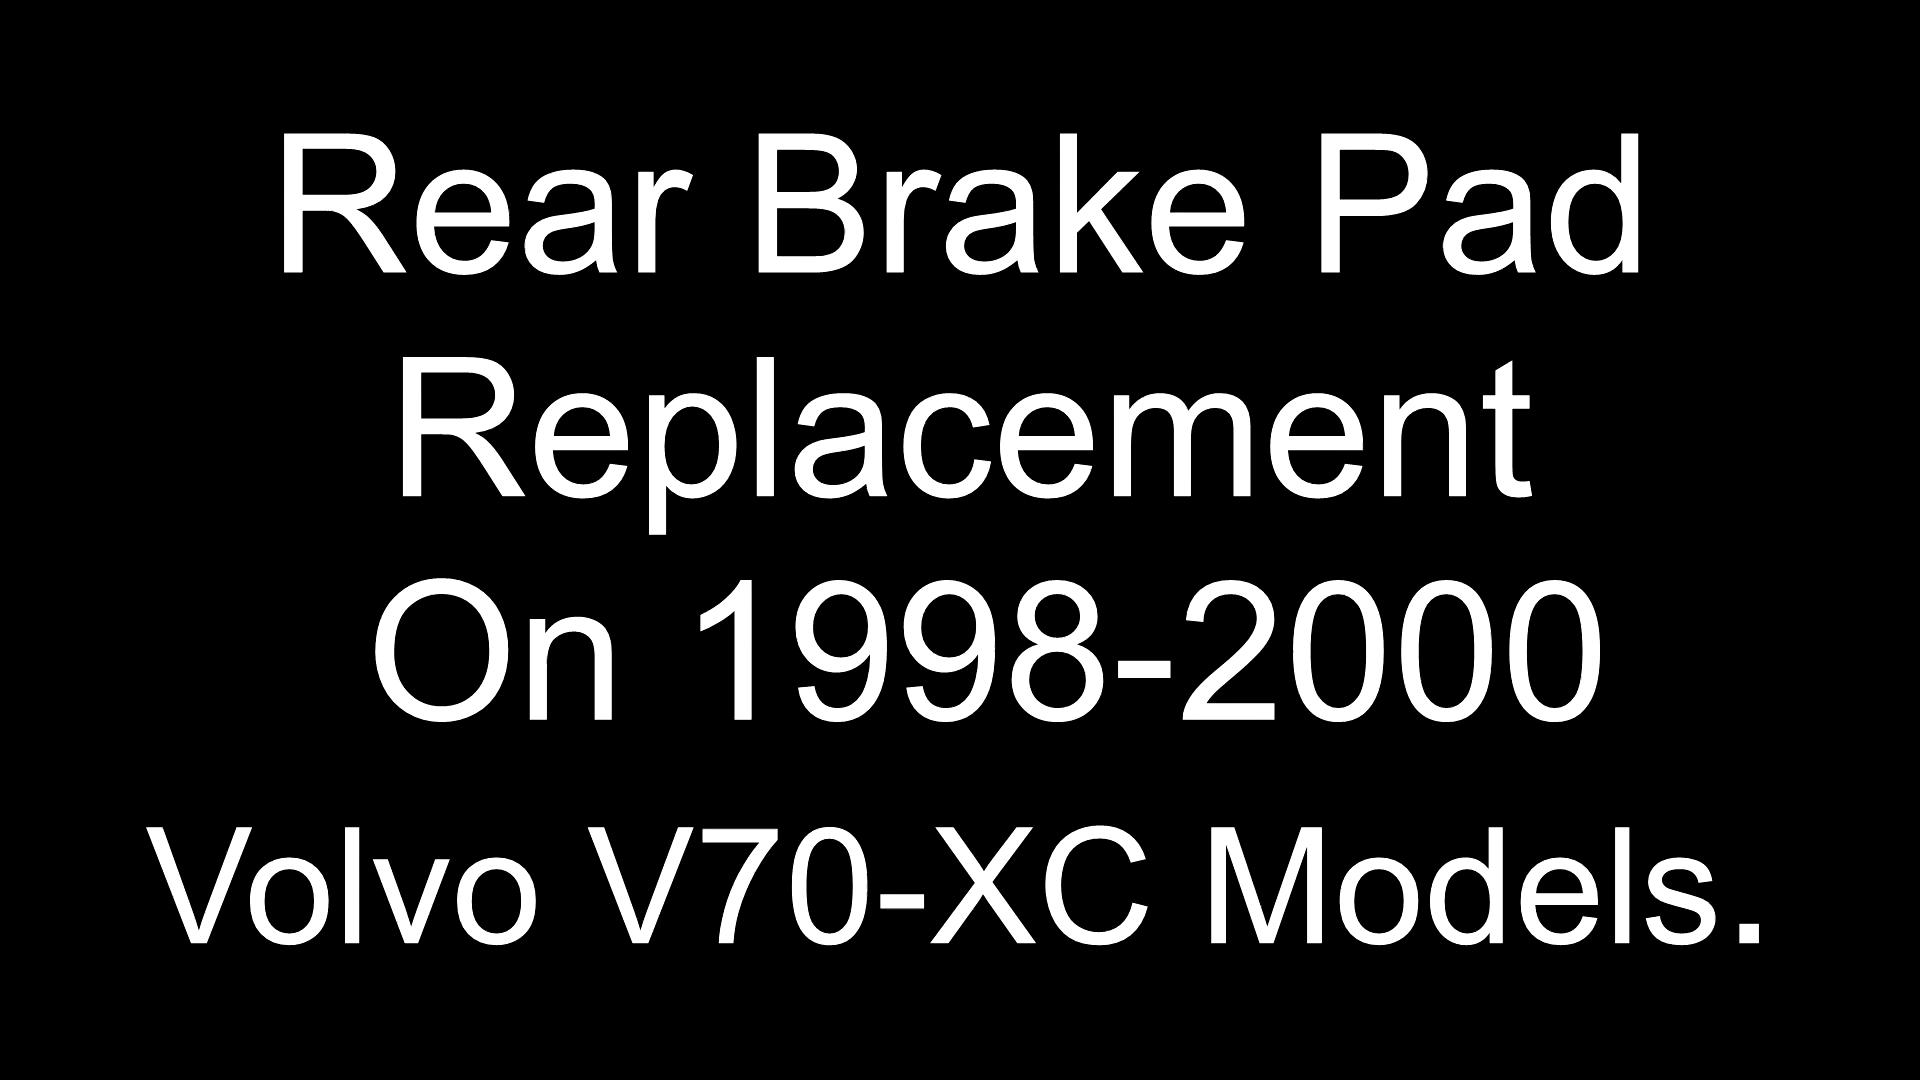 Rear Brake Pad
Replacement
On 1998-2000
Volvo V70-XC Models.